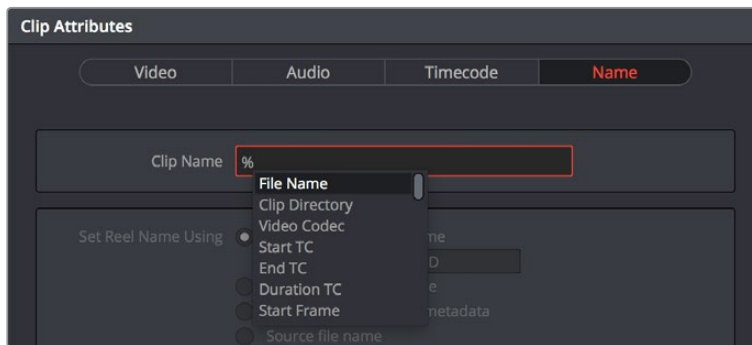 Clip Attributes
Video Audio Timecode Name
Clip Name %
File Name
Clip Directory
Video Codec
Set Reel Name Using
Start TC
End TC
Duration TC
Start Frame
metadata
Source file name